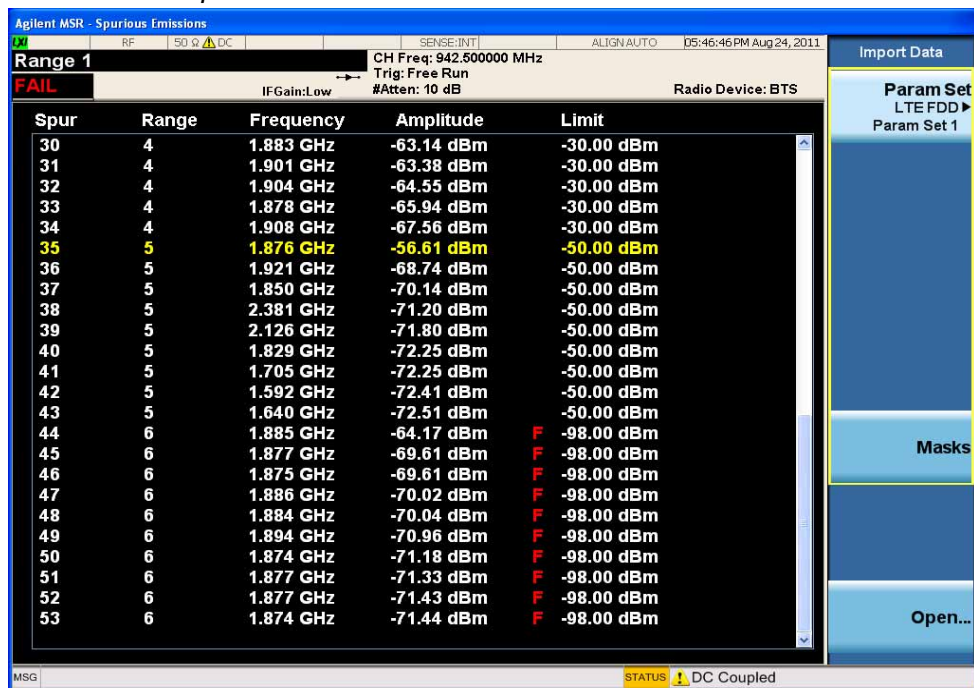 Agilent MSR - Spurious Emissions
LXI RF 50 Ω DC SENSE:INT ALIGN AUTO 05:46:46 PM Aug 24, 2011
Range 1 CH Freq: 942.500000 MHz
Trig: Free Run
FAIL IFGain:Low #Atten: 10 dB Radio Device: BTS
Spur Range Frequency Amplitude Limit
30 4 1.883 GHz -63.14 dBm -30.00 dBm
31 4 1.901 GHz -63.38 dBm -30.00 dBm
32 4 1.904 GHz -64.55 dBm -30.00 dBm
33 4 1.878 GHz -65.94 dBm -30.00 dBm
34 4 1.908 GHz -67.56 dBm -30.00 dBm
35 5 1.876 GHz -56.61 dBm -50.00 dBm
36 5 1.921 GHz -68.74 dBm -50.00 dBm
37 5 1.850 GHz -70.14 dBm -50.00 dBm
38 5 2.381 GHz -71.20 dBm -50.00 dBm
39 5 2.126 GHz -71.80 dBm -50.00 dBm
40 5 1.829 GHz -72.25 dBm -50.00 dBm
41 5 1.705 GHz -72.25 dBm -50.00 dBm
42 5 1.592 GHz -72.41 dBm -50.00 dBm
43 5 1.640 GHz -72.51 dBm -50.00 dBm
44 6 1.885 GHz -64.17 dBm F -98.00 dBm
45 6 1.877 GHz -69.61 dBm F -98.00 dBm
46 6 1.875 GHz -69.61 dBm F -98.00 dBm
47 6 1.886 GHz -70.02 dBm F -98.00 dBm
48 6 1.884 GHz -70.04 dBm F -98.00 dBm
49 6 1.894 GHz -70.96 dBm F -98.00 dBm
50 6 1.874 GHz -71.18 dBm F -98.00 dBm
51 6 1.877 GHz -71.33 dBm F -98.00 dBm
52 6 1.877 GHz -71.43 dBm F -98.00 dBm
53 6 1.874 GHz -71.44 dBm F -98.00 dBm
Import Data
Param Set
LTE FDD
Param Set 1
Masks
Open...
MSG STATUS DC Coupled